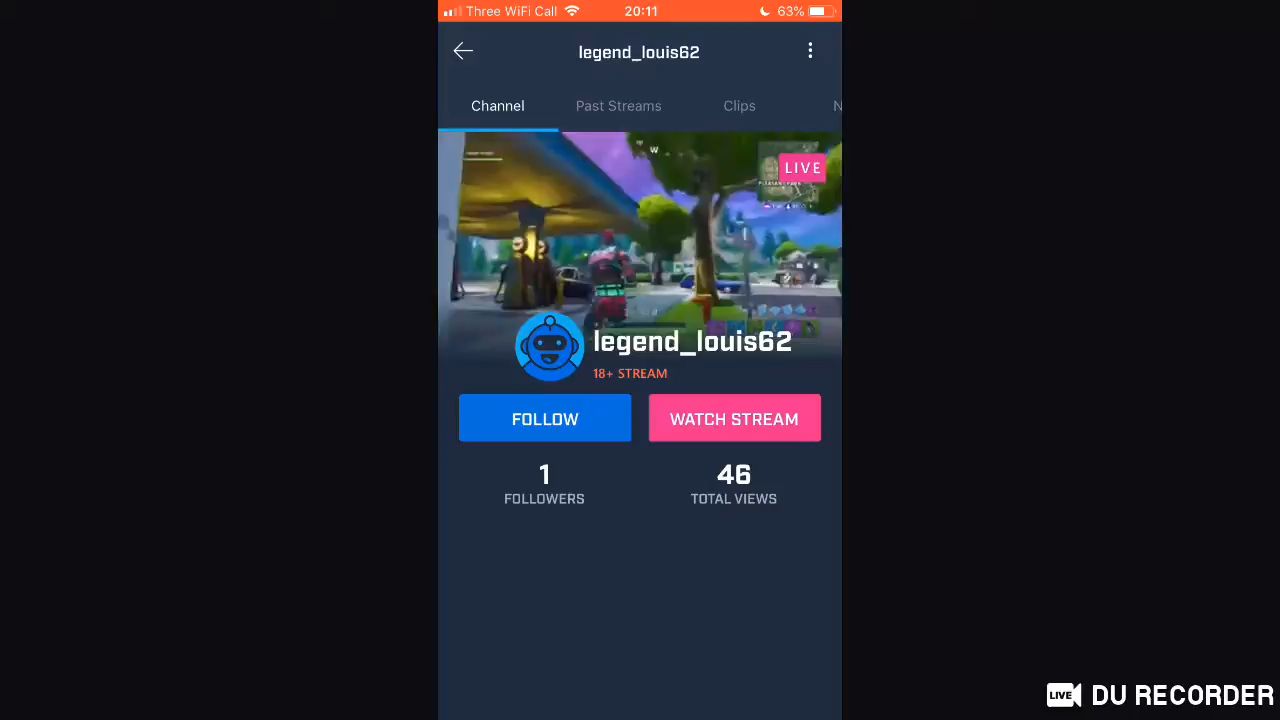 Three WiFi Call 20:11 63%
legend_louis62
Channel Past Streams Clips N
W
LIVE
legend_louis62
18+ STREAM
FOLLOW WATCH STREAM
1 46
FOLLOWERS TOTAL VIEWS
LIVE DU RECORDER